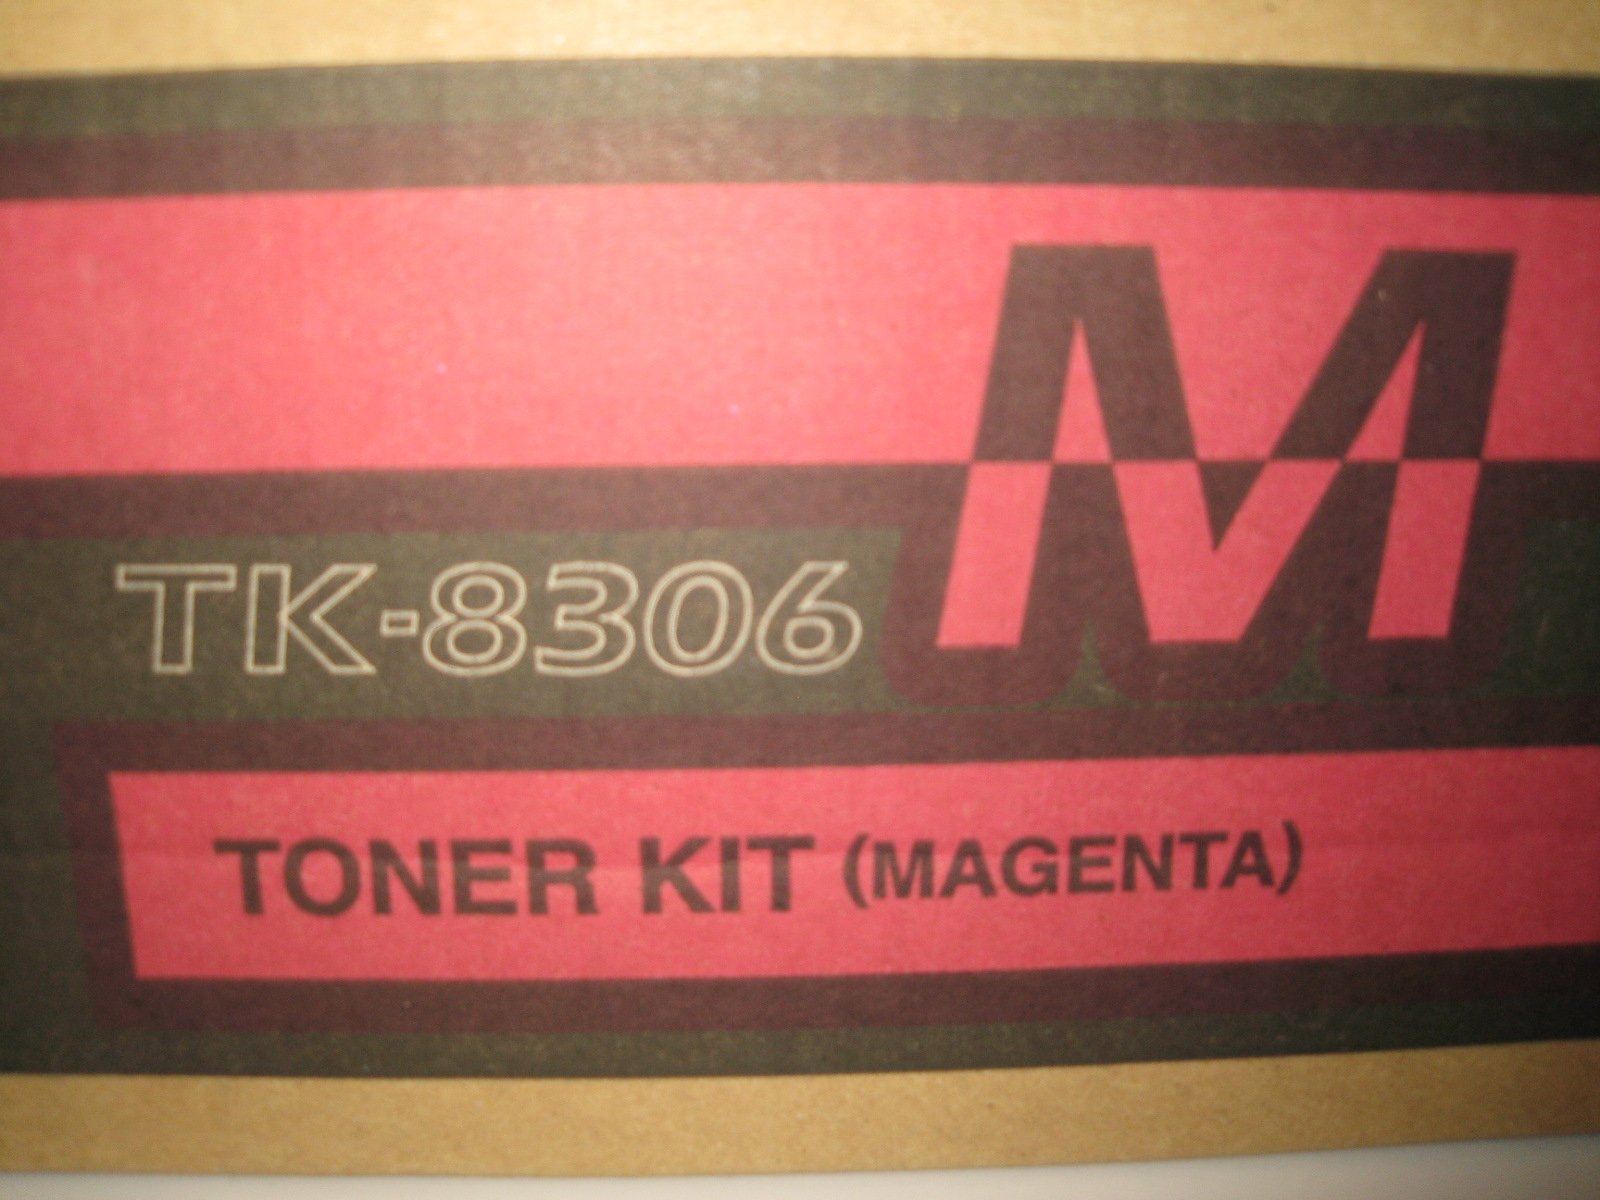 M
TK-8306
TONER KIT (MAGENTA)